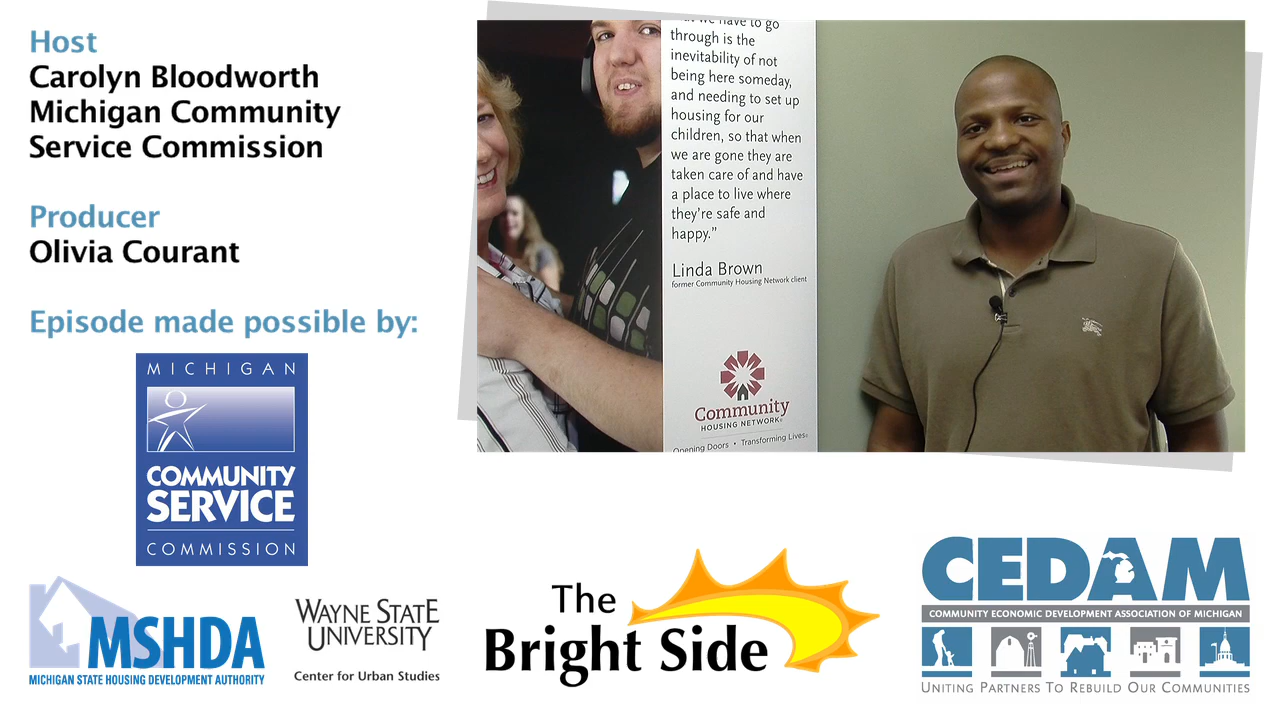 Host
Carolyn Bloodworth
Michigan Community
Service Commission
Producer
Olivia Courant
Episode made possible by:
MICHIGAN
COMMUNITY
SERVICE
COMMISSION
MSHDA
MICHIGAN STATE HOUSING DEVELOPMENT AUTHORITY
WAYNE STATE
UNIVERSITY
Center for Urban Studies
we have to go
through is the
inevitability of not
being here someday,
and needing to set up
housing for our
children, so that when
we are gone they are
taken care of and have
a place to live where
they're safe and
happy."
Linda Brown
former Community Housing Network client
Community
HOUSING NETWORK
Opening Doors • Transforming Lives
The
Bright Side
CEDAM
COMMUNITY ECONOMIC DEVELOPMENT ASSOCIATION OF MICHIGAN
UNITING PARTNERS TO REBUILD OUR COMMUNITIES